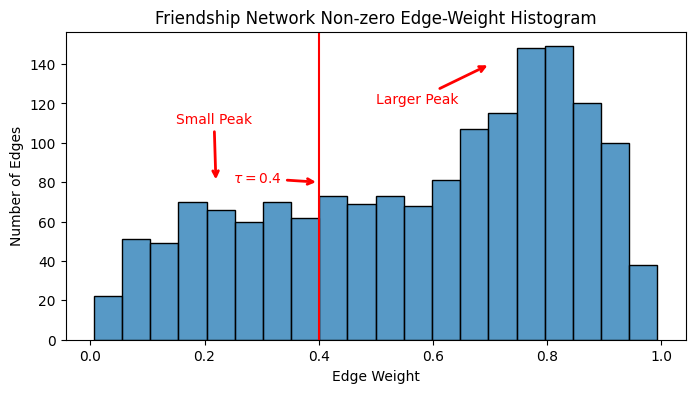 Friendship Network Non-zero Edge-Weight Histogram
Number of Edges
140
120
100
80
60
40
20
0
Larger Peak
Small Peak
τ = 0.4
0.0 0.2 0.4 0.6 0.8 1.0
Edge Weight